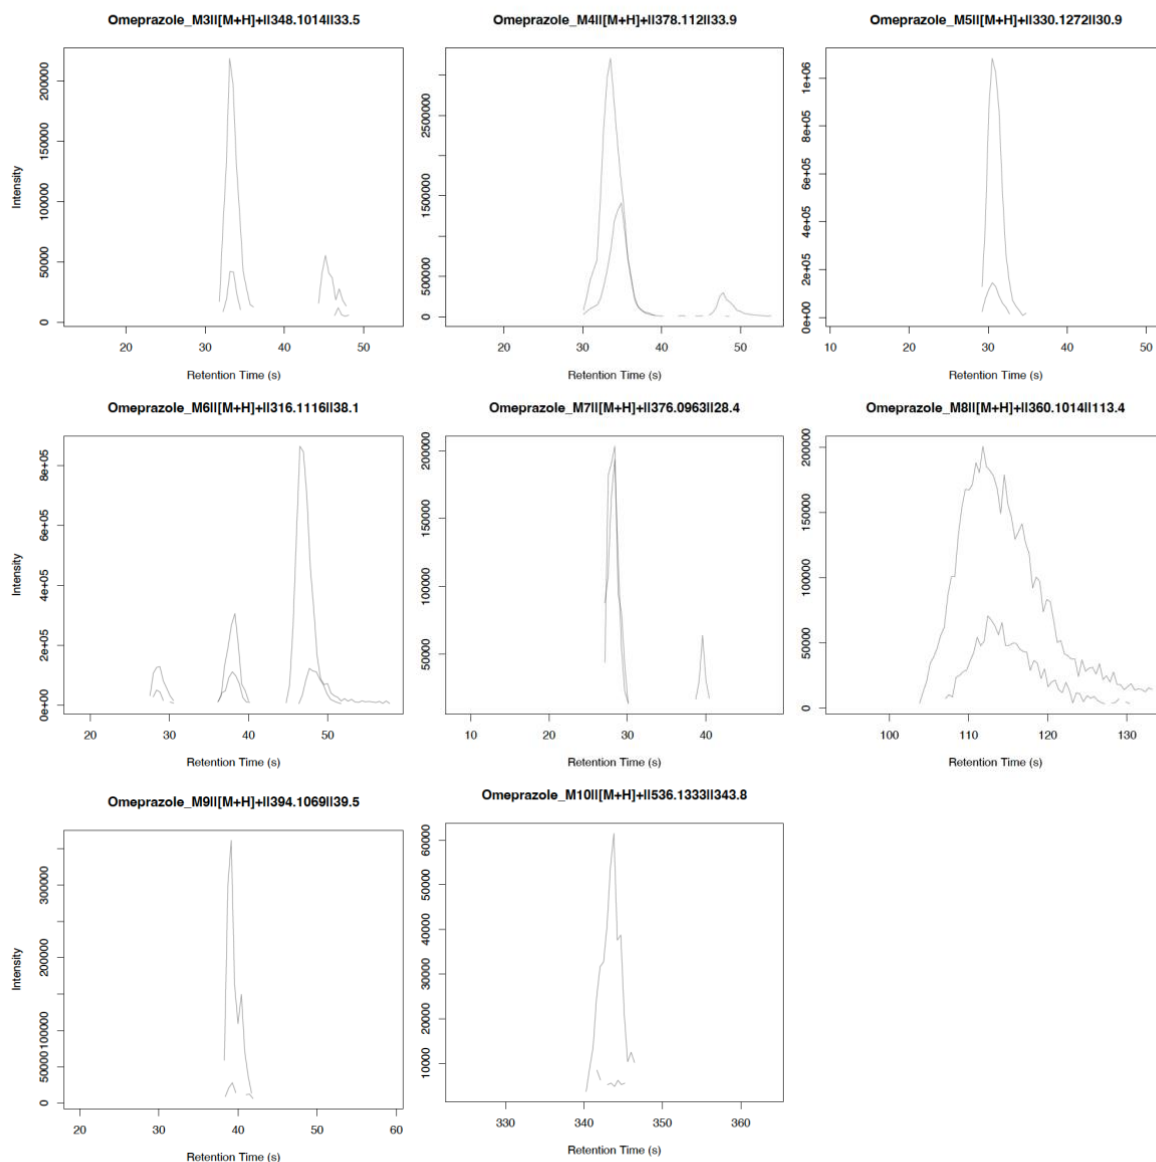 Omeprazole_M3||[M+H]+||348.1014||33.5
Intensity
200000
150000
100000
50000
0
20
30
40
50
Retention Time (s)
Omeprazole_M4||[M+H]+||378.112||33.9
2500000
1500000
500000
0
20
30
40
50
Retention Time (s)
Omeprazole_M5||[M+H]+||330.1272||30.9
1e+06
8e+05
6e+05
4e+05
2e+05
0e+00
10
20
30
40
50
Retention Time (s)
Omeprazole_M6||[M+H]+||316.1116||38.1
Intensity
8e+05
6e+05
4e+05
2e+05
0e+00
20
30
40
50
Retention Time (s)
Omeprazole_M7||[M+H]+||376.0963||28.4
200000
150000
100000
50000
10
20
30
40
Retention Time (s)
Omeprazole_M8||[M+H]+||360.1014||113.4
200000
150000
100000
50000
0
100
110
120
130
Retention Time (s)
Omeprazole_M9||[M+H]+||394.1069||39.5
Intensity
300000
200000
100000
50000
0
20
30
40
50
60
Retention Time (s)
Omeprazole_M10||[M+H]+||536.1333||343.8
60000
50000
40000
30000
20000
10000
330
340
350
360
Retention Time (s)